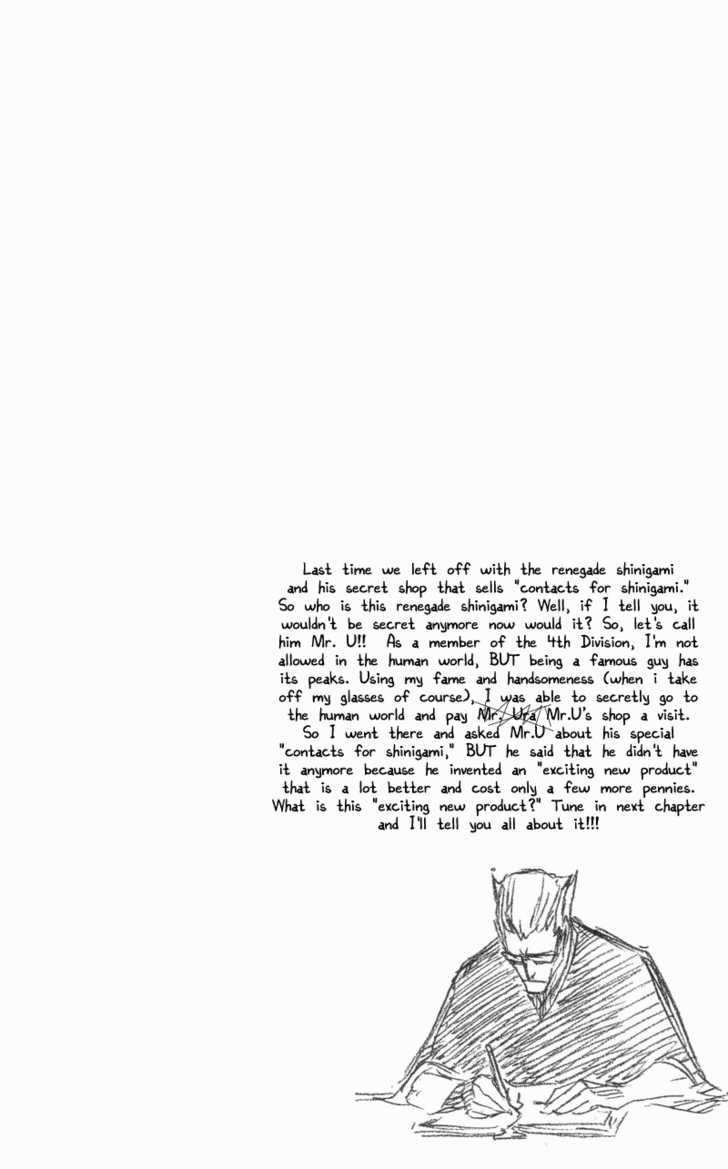 Last time we left off with the renegade shinigami
and his secret shop that sells "contacts for shinigami."
So who is this renegade shinigami? Well, if I tell you, it
wouldn't be secret anymore now would it? So, let's call
him Mr. U!! As a member of the 4th Division, I'm not
allowed in the human world, BUT being a famous guy has
its peaks. Using my fame and handsomeness (when i take
off my glasses of course), I was able to secretly go to
the human world and pay Mr. Ura Mr.U's shop a visit.
So I went there and asked Mr.U about his special
"contacts for shinigami," BUT he said that he didn't have
it anymore because he invented an "exciting new product"
that is a lot better and cost only a few more pennies.
What is this "exciting new product?" Tune in next chapter
and I'll tell you all about it!!!